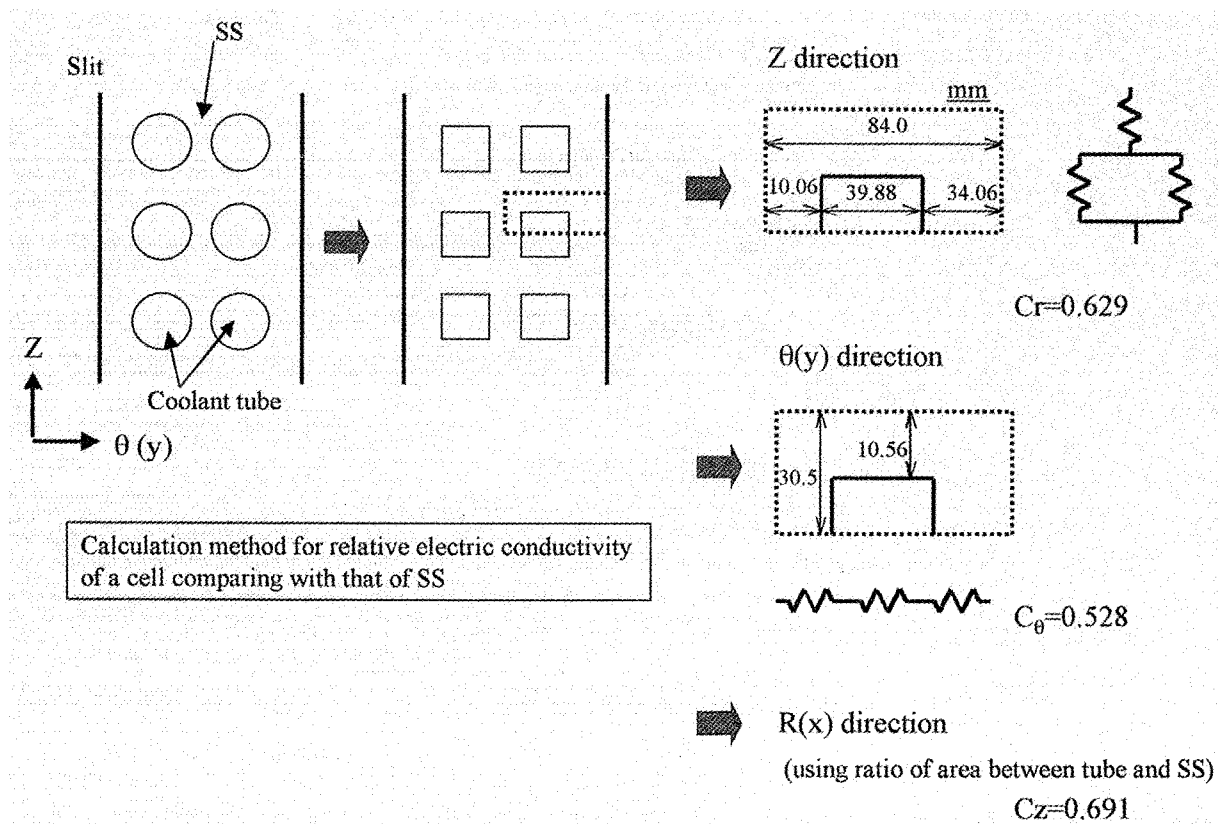 SS
Slit
Z
Coolant tube
θ (y)
Calculation method for relative electric conductivity
of a cell comparing with that of SS
Z direction
mm
84.0
10.06
39.88
34.06
Cr=0.629
θ(y) direction
30.5
10.56
Cθ=0.528
R(x) direction
(using ratio of area between tube and SS)
Cz=0.691